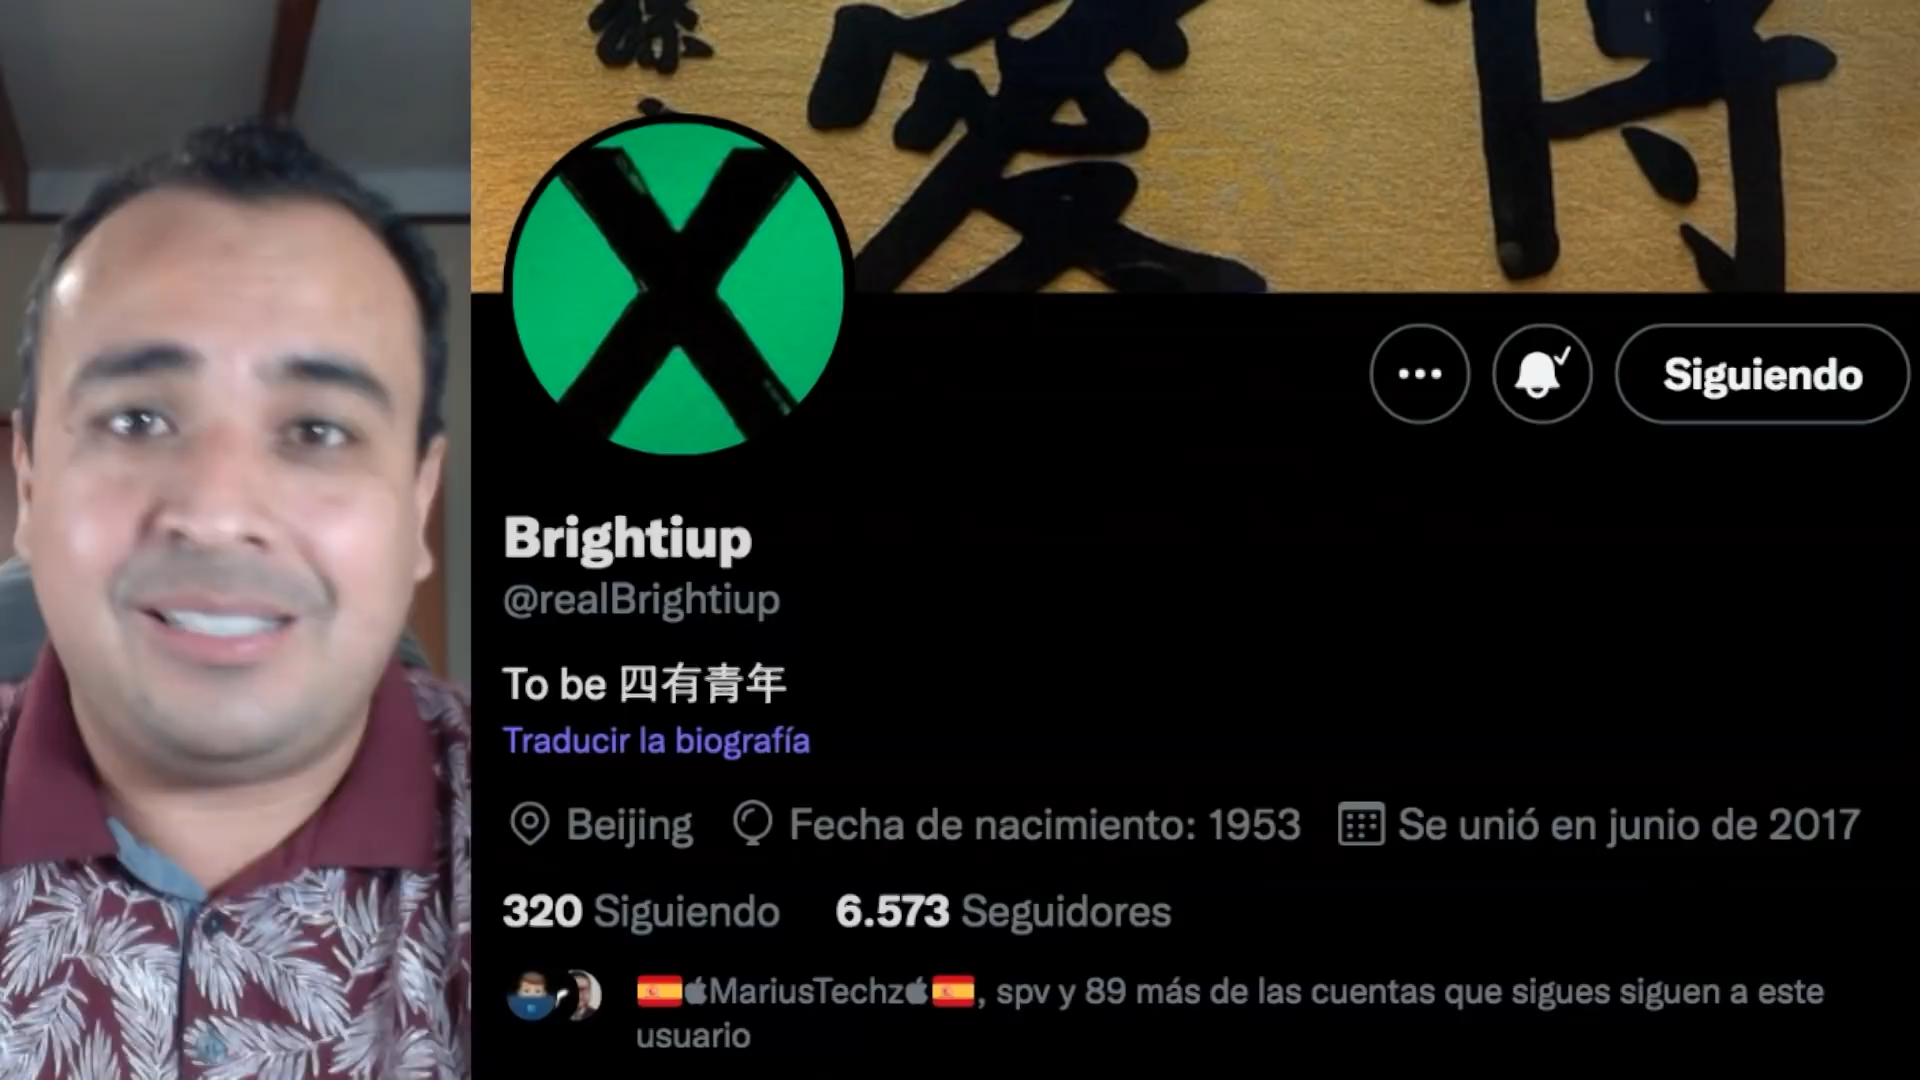 愛 博
Siguiendo
Brightiup
@realBrightiup
To be 四有青年
Traducir la biografía
Beijing Fecha de nacimiento: 1953 Se unió en junio de 2017
320 Siguiendo 6.573 Seguidores
🇪🇸MariusTechz🇪🇸, spv y 89 más de las cuentas que sigues siguen a este
usuario